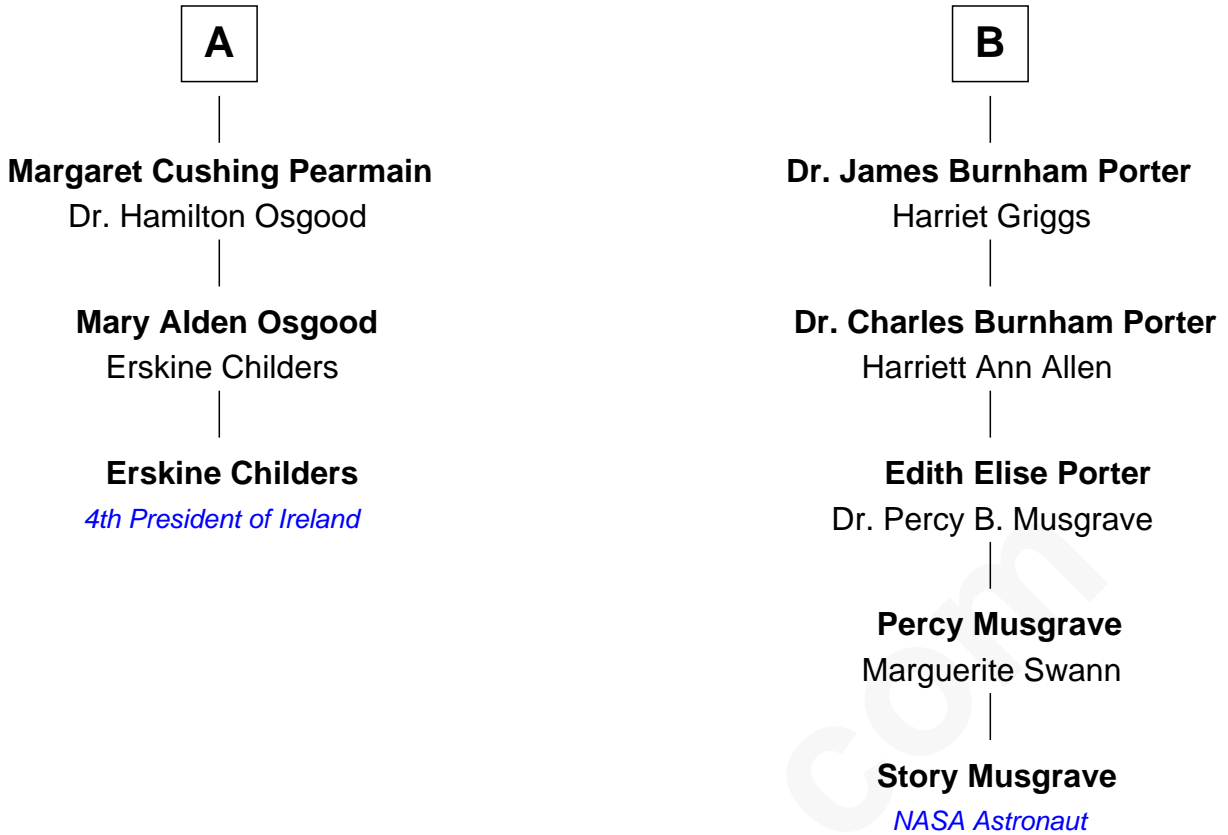 A
Margaret Cushing Pearmain
Dr. Hamilton Osgood
Mary Alden Osgood
Erskine Childers
Erskine Childers
4th President of Ireland
B
Dr. James Burnham Porter
Harriet Griggs
Dr. Charles Burnham Porter
Harriett Ann Allen
Edith Elise Porter
Dr. Percy B. Musgrave
Percy Musgrave
Marguerite Swann
Story Musgrave
NASA Astronaut
com